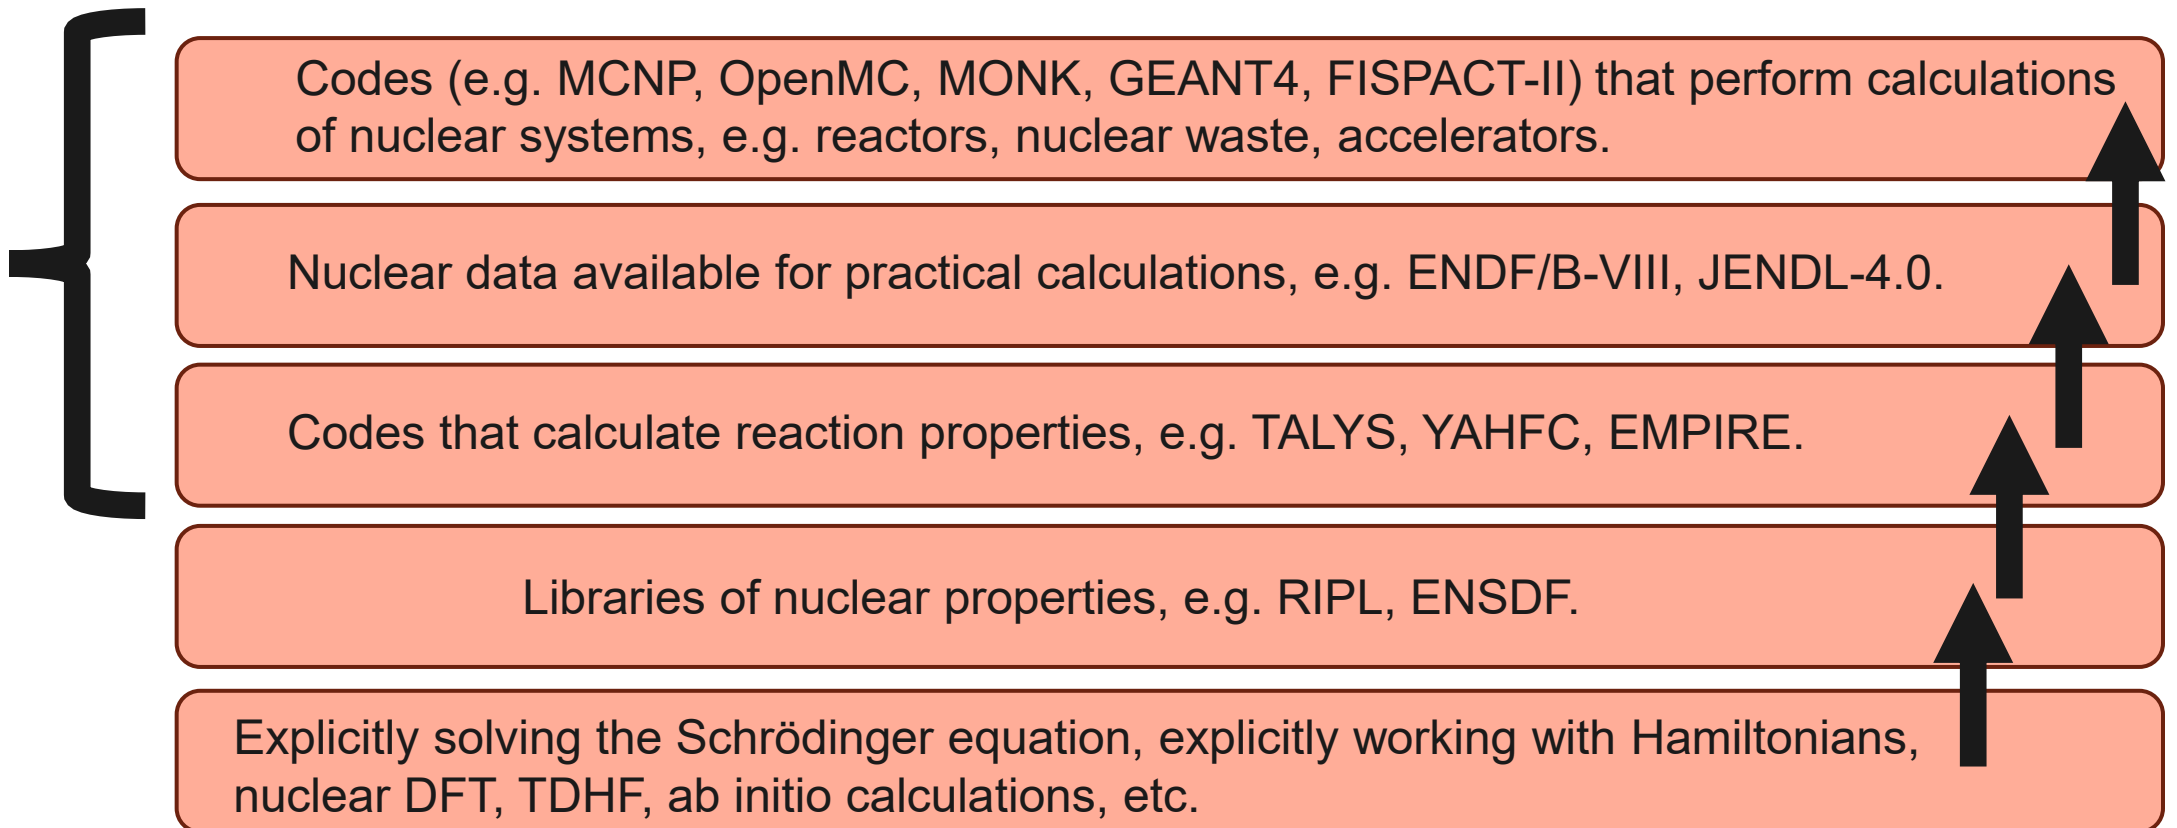 Codes (e.g. MCNP, OpenMC, MONK, GEANT4, FISPACT-II) that perform calculations
of nuclear systems, e.g. reactors, nuclear waste, accelerators.
Nuclear data available for practical calculations, e.g. ENDF/B-VIII, JENDL-4.0.
Codes that calculate reaction properties, e.g. TALYS, YAHFC, EMPIRE.
Libraries of nuclear properties, e.g. RIPL, ENSDF.
Explicitly solving the Schrödinger equation, explicitly working with Hamiltonians,
nuclear DFT, TDHF, ab initio calculations, etc.